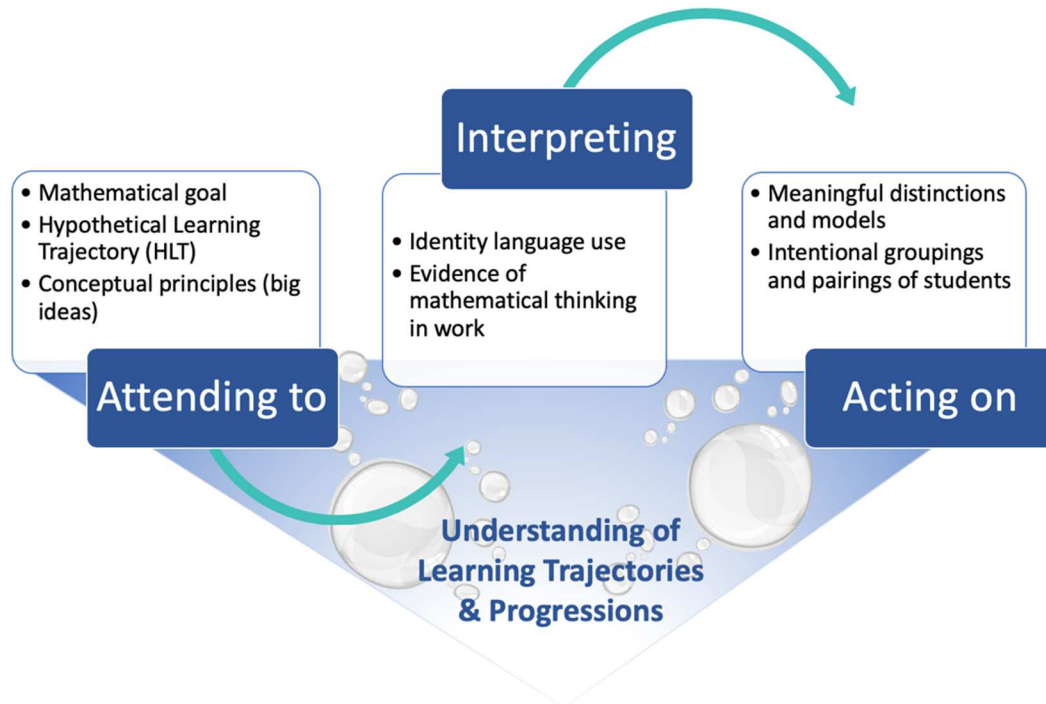 • Mathematical goal
• Hypothetical Learning
Trajectory (HLT)
• Conceptual principles (big
ideas)
Attending to
Interpreting
• Identity language use
• Evidence of
mathematical thinking
in work
• Meaningful distinctions
and models
• Intentional groupings
and pairings of students
Acting on
Understanding of
Learning Trajectories
& Progressions